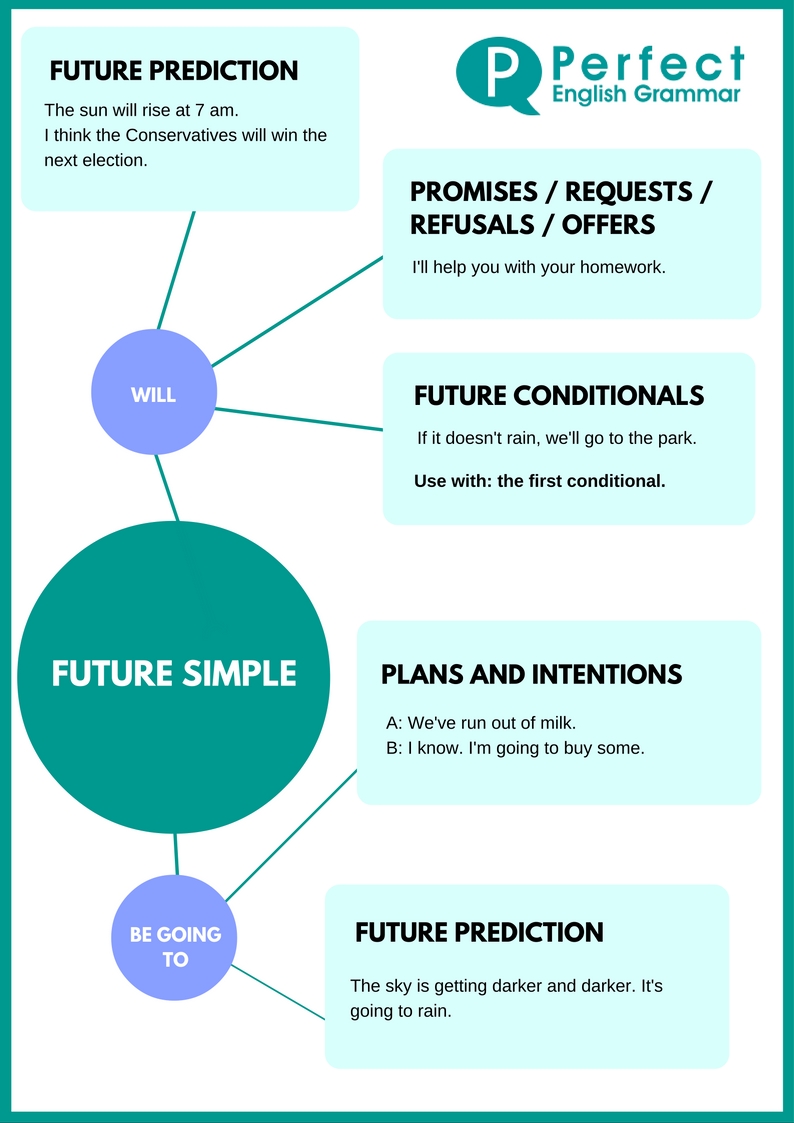 FUTURE PREDICTION
The sun will rise at 7 am.
I think the Conservatives will win the
next election.
Perfect
English Grammar
PROMISES / REQUESTS /
REFUSALS / OFFERS
I'll help you with your homework.
WILL
FUTURE CONDITIONALS
If it doesn't rain, we'll go to the park.
Use with: the first conditional.
FUTURE SIMPLE
PLANS AND INTENTIONS
A: We've run out of milk.
B: I know. I'm going to buy some.
BE GOING
TO
FUTURE PREDICTION
The sky is getting darker and darker. It's
going to rain.